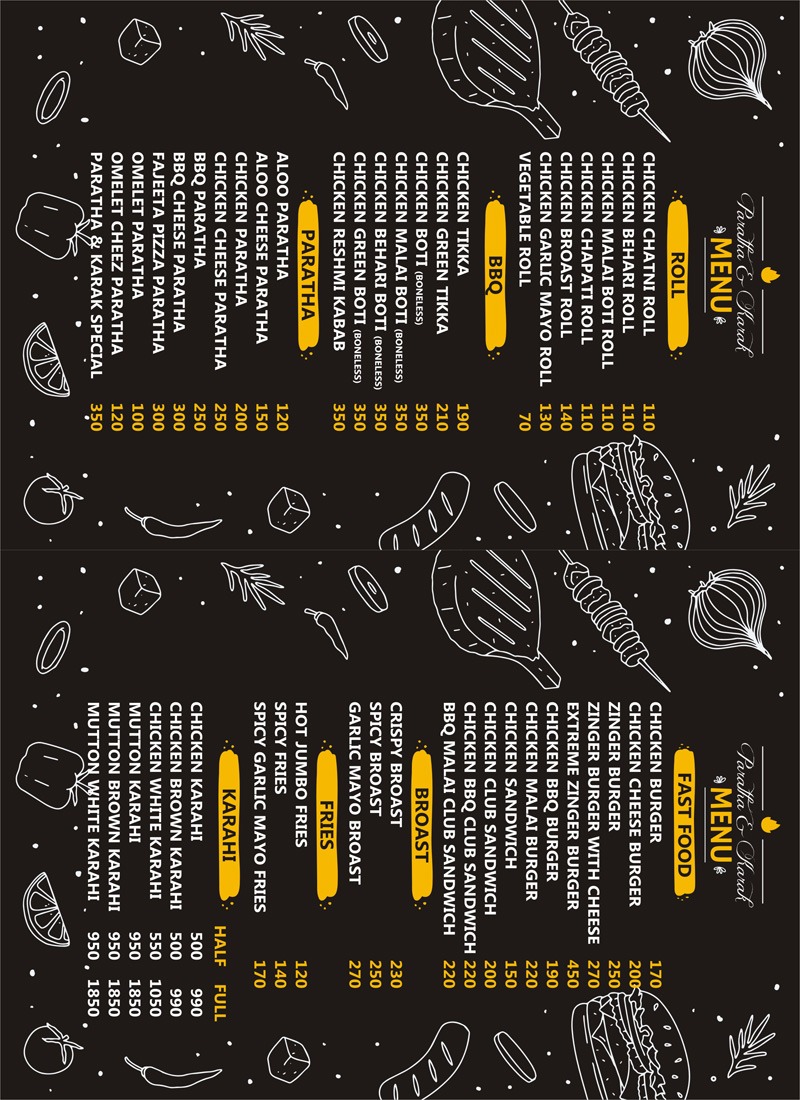 Paratha & Karak
MENU
ROLL
CHICKEN CHATNI ROLL 110
CHICKEN BEHARI ROLL 110
CHICKEN MALAI BOTI ROLL 110
CHICKEN CHAPATI ROLL 110
CHICKEN BROAST ROLL 140
CHICKEN GARLIC MAYO ROLL 130
VEGETABLE ROLL 70
BBQ
CHICKEN TIKKA 190
CHICKEN GREEN TIKKA 210
CHICKEN BOTI (BONELESS) 350
CHICKEN MALAI BOTI (BONELESS) 350
CHICKEN BEHARI BOTI (BONELESS) 350
CHICKEN GREEN BOTI (BONELESS) 350
CHICKEN RESHMI KABAB 350
PARATHA
ALOO PARATHA 120
ALOO CHEESE PARATHA 150
CHICKEN PARATHA 200
CHICKEN CHEESE PARATHA 250
BBQ PARATHA 250
BBQ CHEESE PARATHA 300
FAJEETA PIZZA PARATHA 300
OMELET PARATHA 100
OMELET CHEEZ PARATHA 120
PARATHA & KARAK SPECIAL 350
Paratha & Karak
MENU
FAST FOOD
CHICKEN BURGER 170
CHICKEN CHEESE BURGER 200
ZINGER BURGER 250
ZINGER BURGER WITH CHEESE 270
EXTREME ZINGER BURGER 450
CHICKEN BBQ BURGER 190
CHICKEN MALAI BURGER 220
CHICKEN SANDWICH 150
CHICKEN CLUB SANDWICH 200
CHICKEN BBQ CLUB SANDWICH 220
BBQ MALAI CLUB SANDWICH 220
BROAST
CRISPY BROAST 230
SPICY BROAST 250
GARLIC MAYO BROAST 270
FRIES
HOT JUMBO FRIES 120
SPICY FRIES 140
SPICY GARLIC MAYO FRIES 170
KARAHI
HALF FULL
CHICKEN KARAHI 500 990
CHICKEN BROWN KARAHI 500 990
CHICKEN WHITE KARAHI 550 1050
MUTTON KARAHI 950 1850
MUTTON BROWN KARAHI 950 1850
MUTTON WHITE KARAHI 950 1850